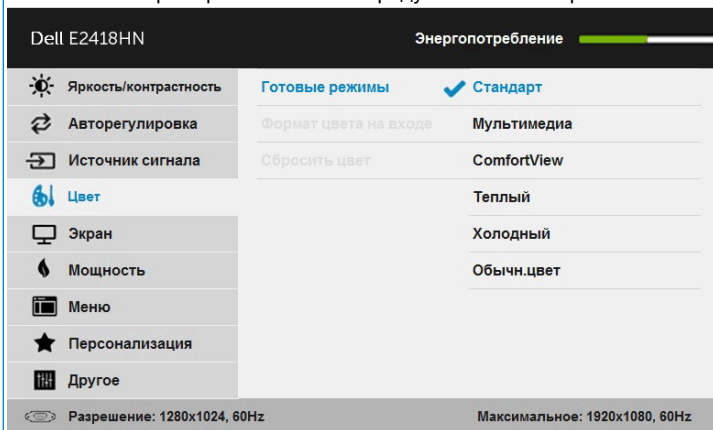 Dell E2418HN
Энергопотребление
Яркость/контрастность
Готовые режимы
Стандарт
Авторегулировка
Формат цвета на входе
Мультимедиа
Источник сигнала
Сбросить цвет
ComfortView
Цвет
Теплый
Экран
Холодный
Мощность
Обычн.цвет
Меню
Персонализация
Другое
Разрешение: 1280x1024, 60Hz
Максимальное: 1920x1080, 60Hz